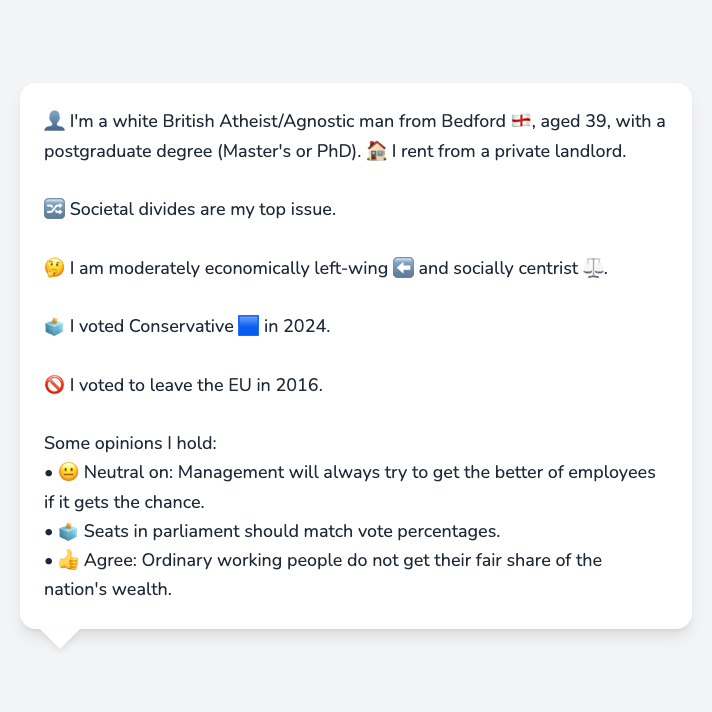 👤 I'm a white British Atheist/Agnostic man from Bedford 🏴󠁧󠁢󠁥󠁮󠁧󠁿, aged 39, with a
postgraduate degree (Master's or PhD). 🏠 I rent from a private landlord.
🔀 Societal divides are my top issue.
🤔 I am moderately economically left-wing ⬅️ and socially centrist ⚖️.
🗳️ I voted Conservative 🟦 in 2024.
🚫 I voted to leave the EU in 2016.
Some opinions I hold:
• 😐 Neutral on: Management will always try to get the better of employees
if it gets the chance.
• 🗳️ Seats in parliament should match vote percentages.
• 👍 Agree: Ordinary working people do not get their fair share of the
nation's wealth.